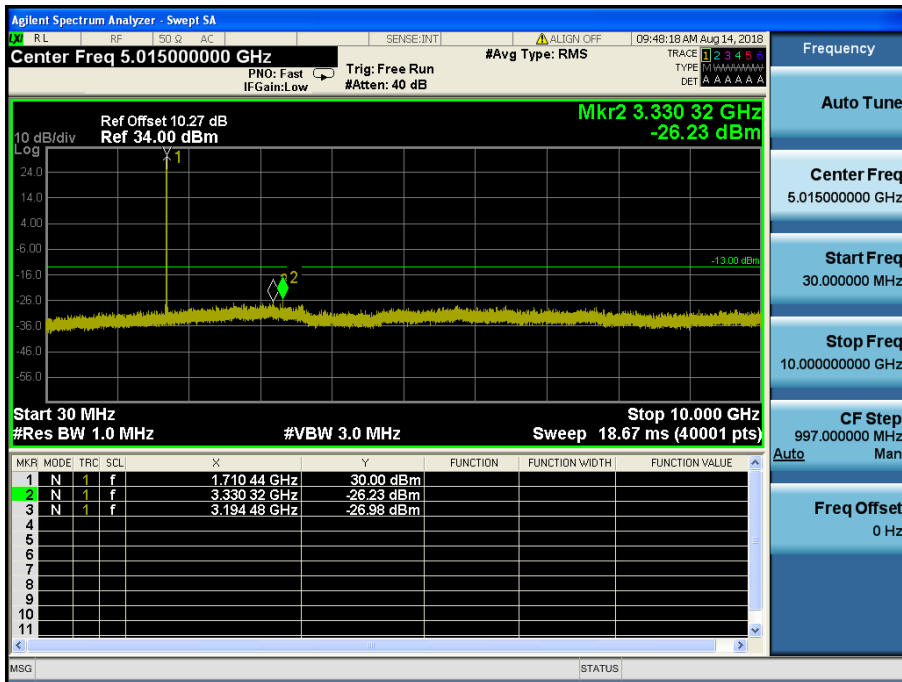 Agilent Spectrum Analyzer - Swept SA
LXI RL RF 50 Ω AC SENSE:INT ALIGN OFF 09:48:18 AM Aug 14, 2018
Center Freq 5.015000000 GHz
PNO: Fast
IFGain:Low
Trig: Free Run
#Atten: 40 dB
#Avg Type: RMS
TRACE 1 2 3 4 5 6
TYPE M WWWWW
DET A A A A A A
Frequency
Auto Tune
Center Freq
5.015000000 GHz
Start Freq
30.000000 MHz
Stop Freq
10.000000000 GHz
CF Step
997.000000 MHz
Auto Man
Freq Offset
0 Hz
Mkr2 3.330 32 GHz
-26.23 dBm
Ref Offset 10.27 dB
10 dB/div Ref 34.00 dBm
Log
1
24.0
14.0
4.00
-6.00
-13.00 dBm
-16.0
2
-26.0
-36.0
-46.0
-56.0
Start 30 MHz Stop 10.000 GHz
#Res BW 1.0 MHz #VBW 3.0 MHz Sweep 18.67 ms (40001 pts)
MKR MODE TRC SCL X Y FUNCTION FUNCTION WIDTH FUNCTION VALUE
1 N 1 f 1.710 44 GHz 30.00 dBm
2 N 1 f 3.330 32 GHz -26.23 dBm
3 N 1 f 3.194 48 GHz -26.98 dBm
4
5
6
7
8
9
10
11
MSG STATUS